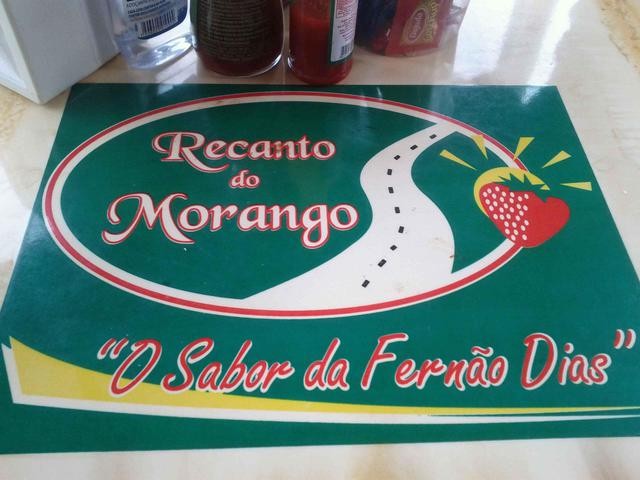 Recanto
do
Morango
"O Sabor da Fernão Dias"